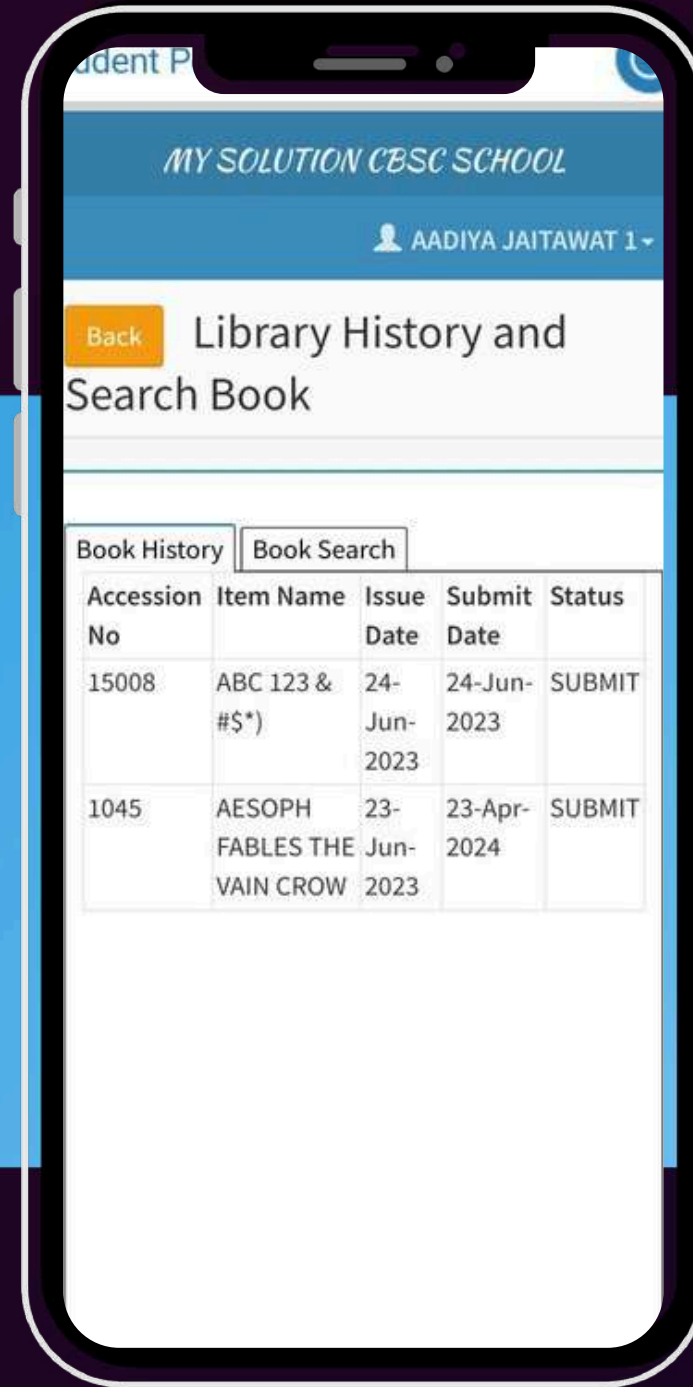 udent P
MY SOLUTION CBSC SCHOOL
AADIYA JAITAWAT 1
Back Library History and
Search Book
Book History Book Search
Accession Item Name Issue Submit Status
No Date Date
15008 ABC 123 & 24- 24-Jun- SUBMIT
#$*) Jun- 2023
2023
1045 AESOPH 23- 23-Apr- SUBMIT
FABLES THE Jun- 2024
VAIN CROW 2023